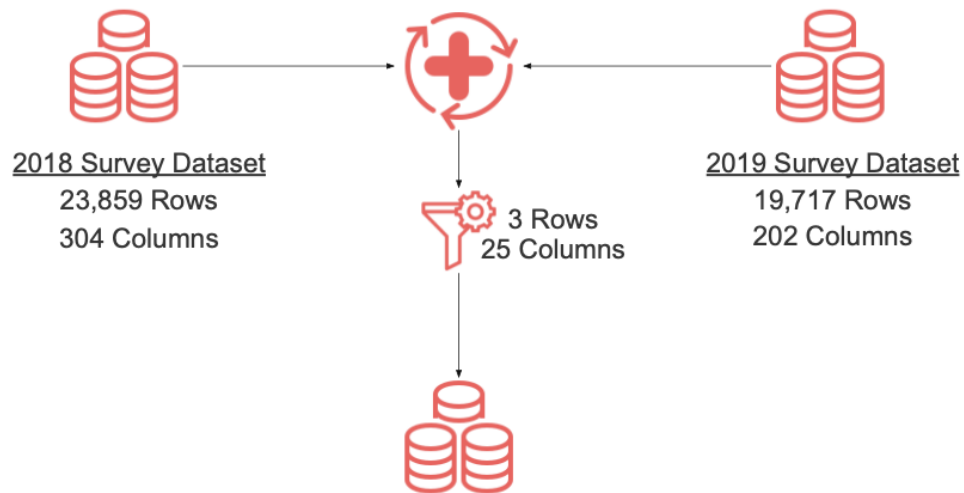 2018 Survey Dataset
23,859 Rows
304 Columns
3 Rows
25 Columns
2019 Survey Dataset
19,717 Rows
202 Columns